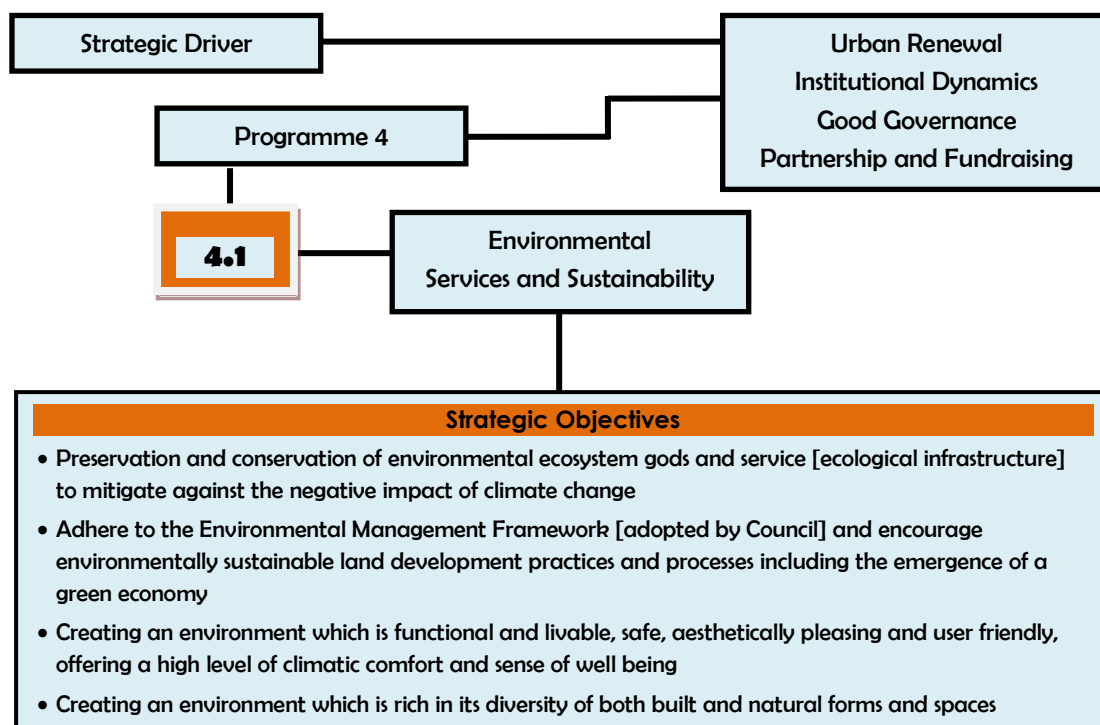 Strategic Driver
Urban Renewal
Institutional Dynamics
Good Governance
Partnership and Fundraising
Programme 4
4.1
Environmental
Services and Sustainability
Strategic Objectives
• Preservation and conservation of environmental ecosystem gods and service [ecological infrastructure]
to mitigate against the negative impact of climate change
• Adhere to the Environmental Management Framework [adopted by Council] and encourage
environmentally sustainable land development practices and processes including the emergence of a
green economy
• Creating an environment which is functional and livable, safe, aesthetically pleasing and user friendly,
offering a high level of climatic comfort and sense of well being
• Creating an environment which is rich in its diversity of both built and natural forms and spaces